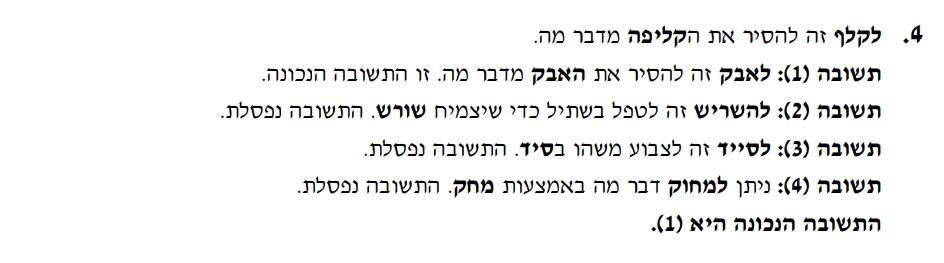 4. לקלף זה להסיר את הקליפה מדבר מה.
תשובה (1): לאבק זה להסיר את האבק מדבר מה. זו התשובה הנכונה.
תשובה (2): להשריש זה לטפל בשתיל כדי שיצמיח שורש. התשובה נפסלת.
תשובה (3): לסייד זה לצבוע משהו בסיד. התשובה נפסלת.
תשובה (4): ניתן למחוק דבר מה באמצעות מחק. התשובה נפסלת.
התשובה הנכונה היא (1).